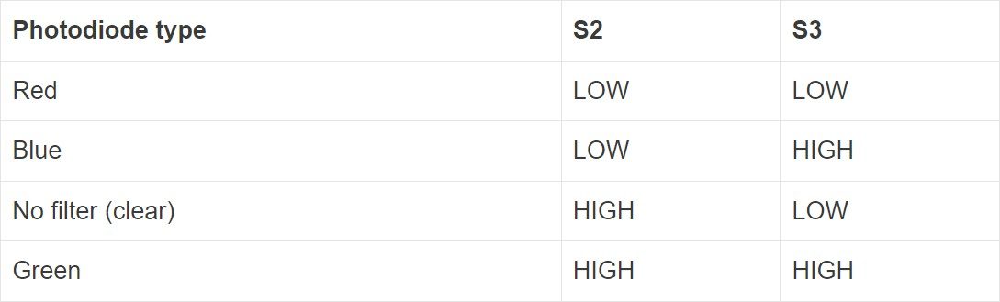 Photodiode type S2 S3
Red LOW LOW
Blue LOW HIGH
No filter (clear) HIGH LOW
Green HIGH HIGH